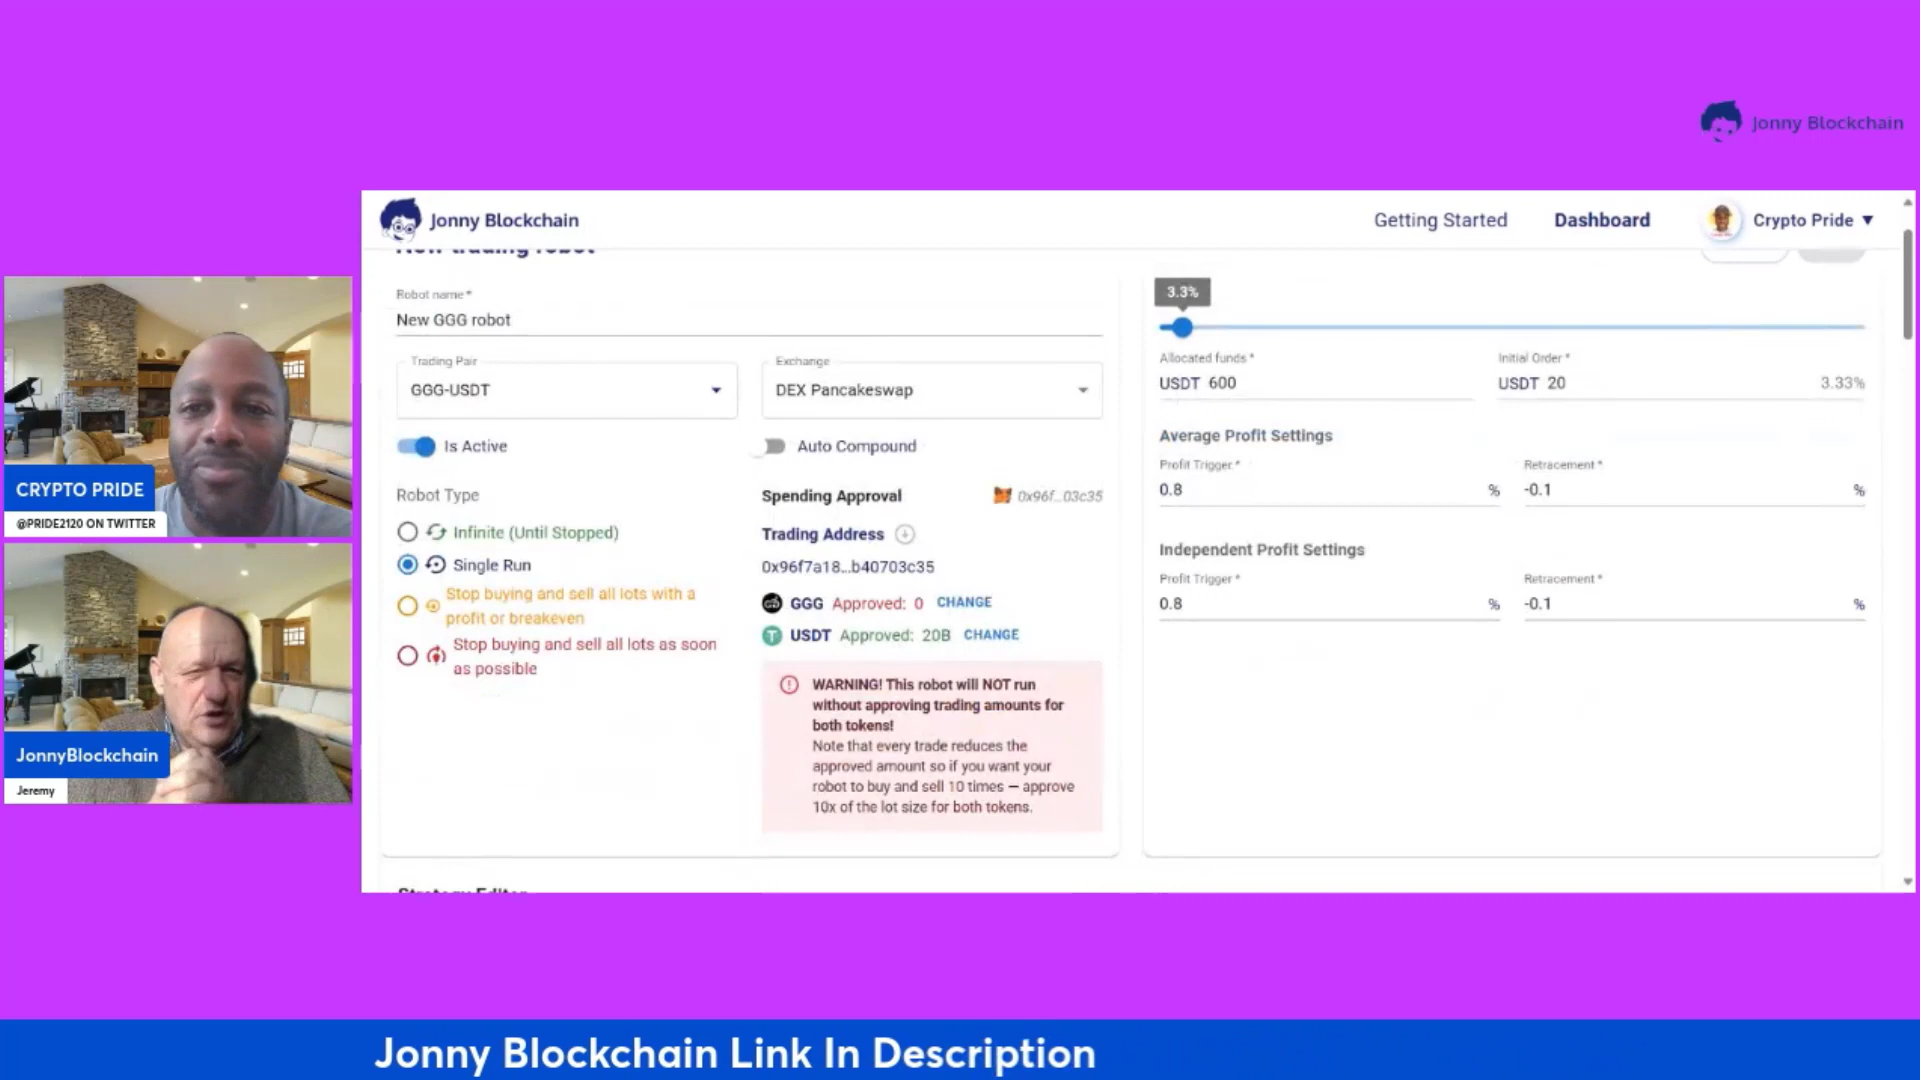 Jonny Blockchain
Jonny Blockchain
Getting Started
Dashboard
Crypto Pride
New trading robot
Robot name *
New GGG robot
Trading Pair
GGG-USDT
Exchange
DEX Pancakeswap
Is Active
Auto Compound
Robot Type
Infinite (Until Stopped)
Single Run
Stop buying and sell all lots with a
profit or breakeven
Stop buying and sell all lots as soon
as possible
Spending Approval
0x96f...03c35
Trading Address
0x96f7a18...b40703c35
GGG Approved: 0 CHANGE
USDT Approved: 20B CHANGE
WARNING! This robot will NOT run
without approving trading amounts for
both tokens!
Note that every trade reduces the
approved amount so if you want your
robot to buy and sell 10 times — approve
10x of the lot size for both tokens.
3.3%
Allocated funds *
USDT 600
Initial Order *
USDT 20 3.33%
Average Profit Settings
Profit Trigger *
0.8 %
Retracement *
-0.1 %
Independent Profit Settings
Profit Trigger *
0.8 %
Retracement *
-0.1 %
Strategy Editor
CRYPTO PRIDE
@PRIDE2120 ON TWITTER
JonnyBlockchain
Jeremy
Jonny Blockchain Link In Description